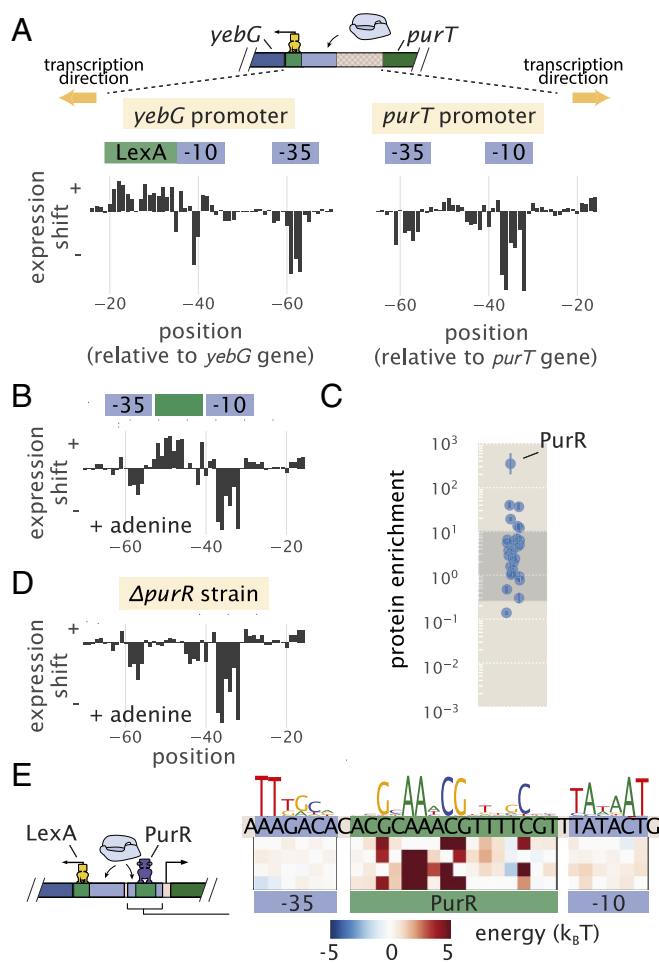 A
yebG
purT
transcription
direction
transcription
direction
yebG promoter
purT promoter
LexA
-10
-35
-35
-10
expression
shift
+
-
−20
−40
−60
−60
−40
−20
position
(relative to yebG gene)
position
(relative to purT gene)
B
-35
-10
expression
shift
+
-
+ adenine
−60
−40
−20
C
PurR
protein enrichment
10³
10²
10¹
10⁰
10⁻¹
10⁻²
10⁻³
D
ΔpurR strain
expression
shift
+
-
+ adenine
−60
−40
−20
position
E
LexA
PurR
AAAGACACACGCAAACGTTTTCGTTTATACTG
-35
PurR
-10
-5
0
5
energy (kBT)